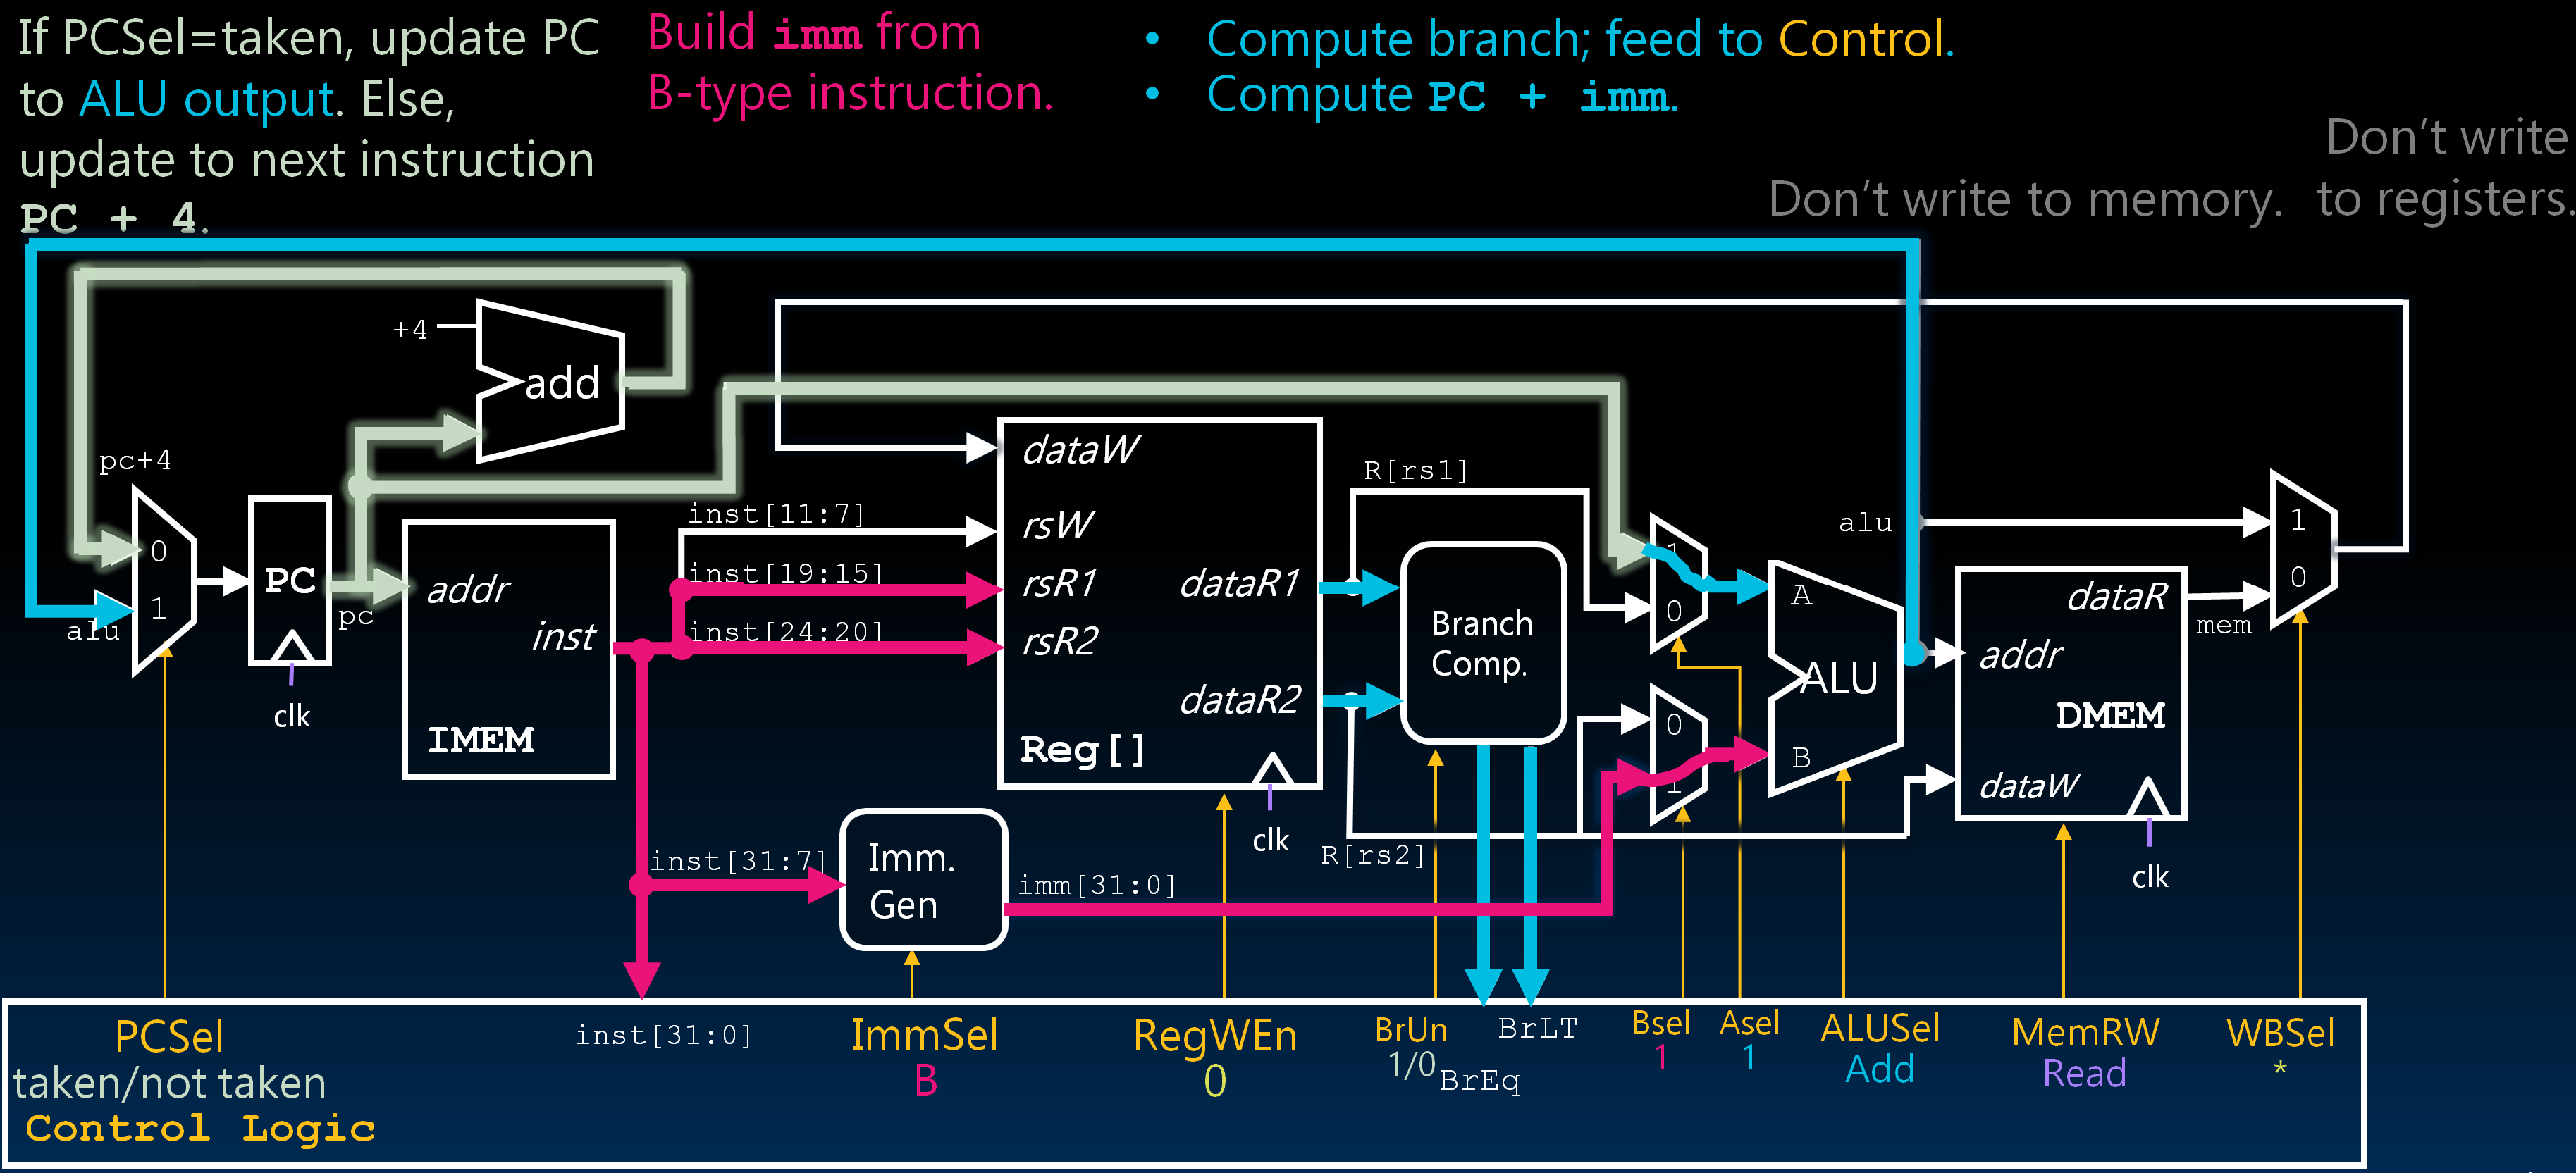 If PCSel=taken, update PC
to ALU output. Else,
update to next instruction
PC + 4.
Build imm from
B-type instruction.
• Compute branch; feed to Control.
• Compute PC + imm.
Don't write to memory.
Don't write
to registers.
+4
add
pc+4
0
1
alu
PC
clk
pc
addr
inst
IMEM
inst[11:7]
inst[19:15]
inst[24:20]
inst[31:7]
dataW
rsW
rsR1
rsR2
dataR1
dataR2
Reg[]
clk
Imm.
Gen
imm[31:0]
R[rs1]
R[rs2]
Branch
Comp.
1
0
0
1
A
B
ALU
alu
addr
dataR
DMEM
dataW
clk
mem
1
0
PCSel
taken/not taken
Control Logic
inst[31:0]
ImmSel
B
RegWEn
0
BrUn
1/0
BrEq
BrLT
Bsel
1
Asel
1
ALUSel
Add
MemRW
Read
WBSel
*